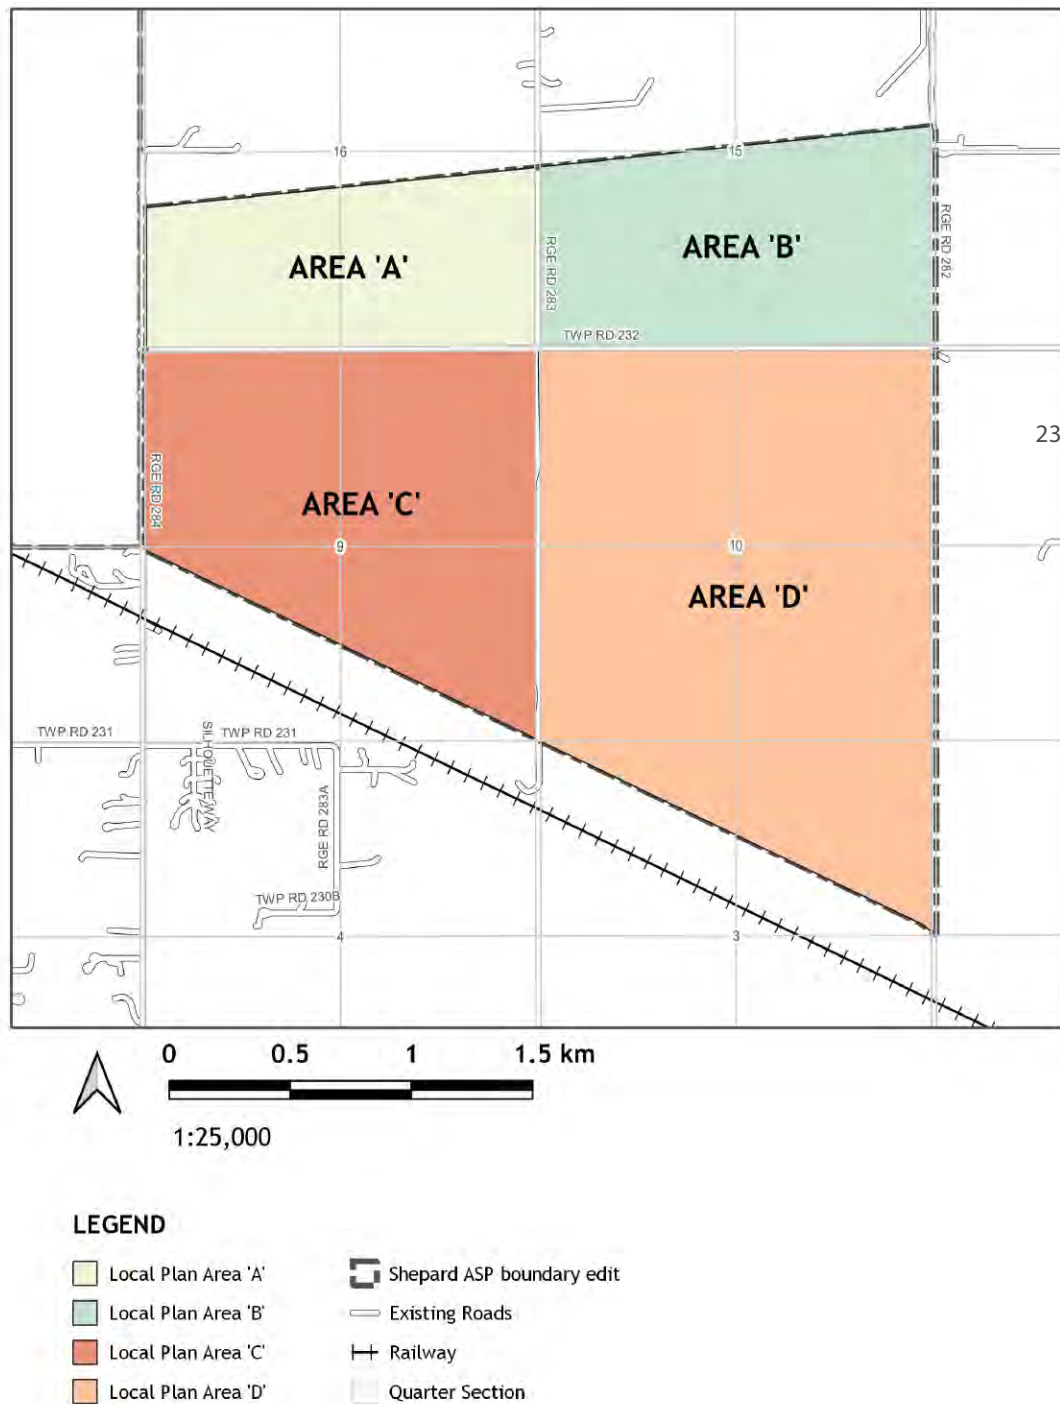 16
15
RGE RD 282
AREA 'B'
RGE RD 283
AREA 'A'
TWP RD 232
23
RGE RD 284
AREA 'C'
9
10
AREA 'D'
TWP RD 231
SILHOUETTE WAY
TWP RD 231
RGE RD 283A
TWP RD 230B
4
3
0 0.5 1 1.5 km
1:25,000
LEGEND
Local Plan Area 'A'
Local Plan Area 'B'
Local Plan Area 'C'
Local Plan Area 'D'
Shepard ASP boundary edit
Existing Roads
Railway
Quarter Section